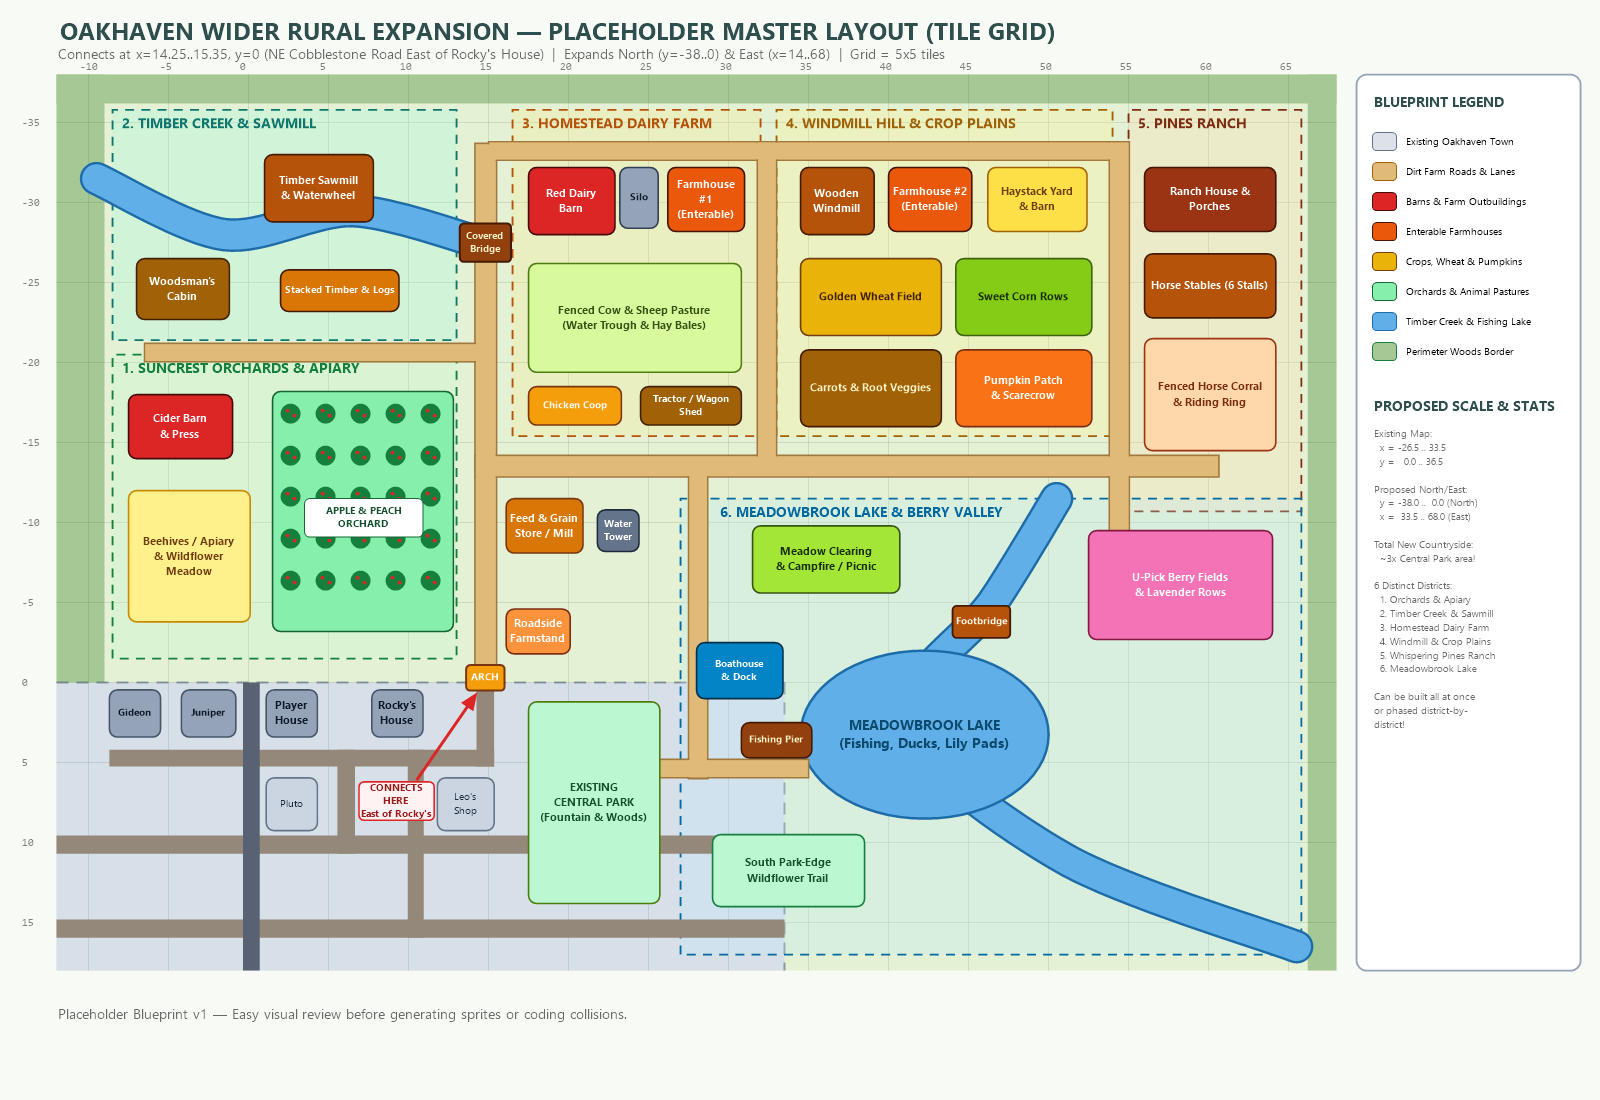 OAKHAVEN WIDER RURAL EXPANSION — PLACEHOLDER MASTER LAYOUT (TILE GRID)
Connects at x=14.25..15.35, y=0 (NE Cobblestone Road East of Rocky's House) | Expands North (y=-38.0) & East (x=14..68) | Grid = 5x5 tiles
-10 -5 0 5 10 15 20 25 30 35 40 45 50 55 60 65
-35
-30
-25
-20
-15
-10
-5
0
5
10
15
2. TIMBER CREEK & SAWMILL
Timber Sawmill
& Waterwheel
Covered
Bridge
Woodsman's
Cabin
Stacked Timber & Logs
3. HOMESTEAD DAIRY FARM
Red Dairy
Barn
Silo
Farmhouse
#1
(Enterable)
Fenced Cow & Sheep Pasture
(Water Trough & Hay Bales)
Chicken Coop
Tractor / Wagon
Shed
4. WINDMILL HILL & CROP PLAINS
Wooden
Windmill
Farmhouse #2
(Enterable)
Haystack Yard
& Barn
Golden Wheat Field
Sweet Corn Rows
Carrots & Root Veggies
Pumpkin Patch
& Scarecrow
5. PINES RANCH
Ranch House &
Porches
Horse Stables (6 Stalls)
Fenced Horse Corral
& Riding Ring
1. SUNCREST ORCHARDS & APIARY
Cider Barn
& Press
APPLE & PEACH
ORCHARD
Beehives / Apiary
& Wildflower
Meadow
Feed & Grain
Store / Mill
Water
Tower
Roadside
Farmstand
ARCH
6. MEADOWBROOK LAKE & BERRY VALLEY
Meadow Clearing
& Campfire / Picnic
U-Pick Berry Fields
& Lavender Rows
Footbridge
Boathouse
& Dock
Fishing Pier
MEADOWBROOK LAKE
(Fishing, Ducks, Lily Pads)
South Park-Edge
Wildflower Trail
Gideon
Juniper
Player
House
Rocky's
House
Pluto
CONNECTS
HERE
East of Rocky's
Leo's
Shop
EXISTING
CENTRAL PARK
(Fountain & Woods)
BLUEPRINT LEGEND
Existing Oakhaven Town
Dirt Farm Roads & Lanes
Barns & Farm Outbuildings
Enterable Farmhouses
Crops, Wheat & Pumpkins
Orchards & Animal Pastures
Timber Creek & Fishing Lake
Perimeter Woods Border
PROPOSED SCALE & STATS
Existing Map:
x = -26.5 .. 33.5
y = 0.0 .. 36.5
Proposed North/East:
y = -38.0 .. 0.0 (North)
x = 33.5 .. 68.0 (East)
Total New Countryside:
~3x Central Park area!
6 Distinct Districts:
1. Orchards & Apiary
2. Timber Creek & Sawmill
3. Homestead Dairy Farm
4. Windmill & Crop Plains
5. Whispering Pines Ranch
6. Meadowbrook Lake
Can be built all at once
or phased district-by-
district!
Placeholder Blueprint v1 — Easy visual review before generating sprites or coding collisions.